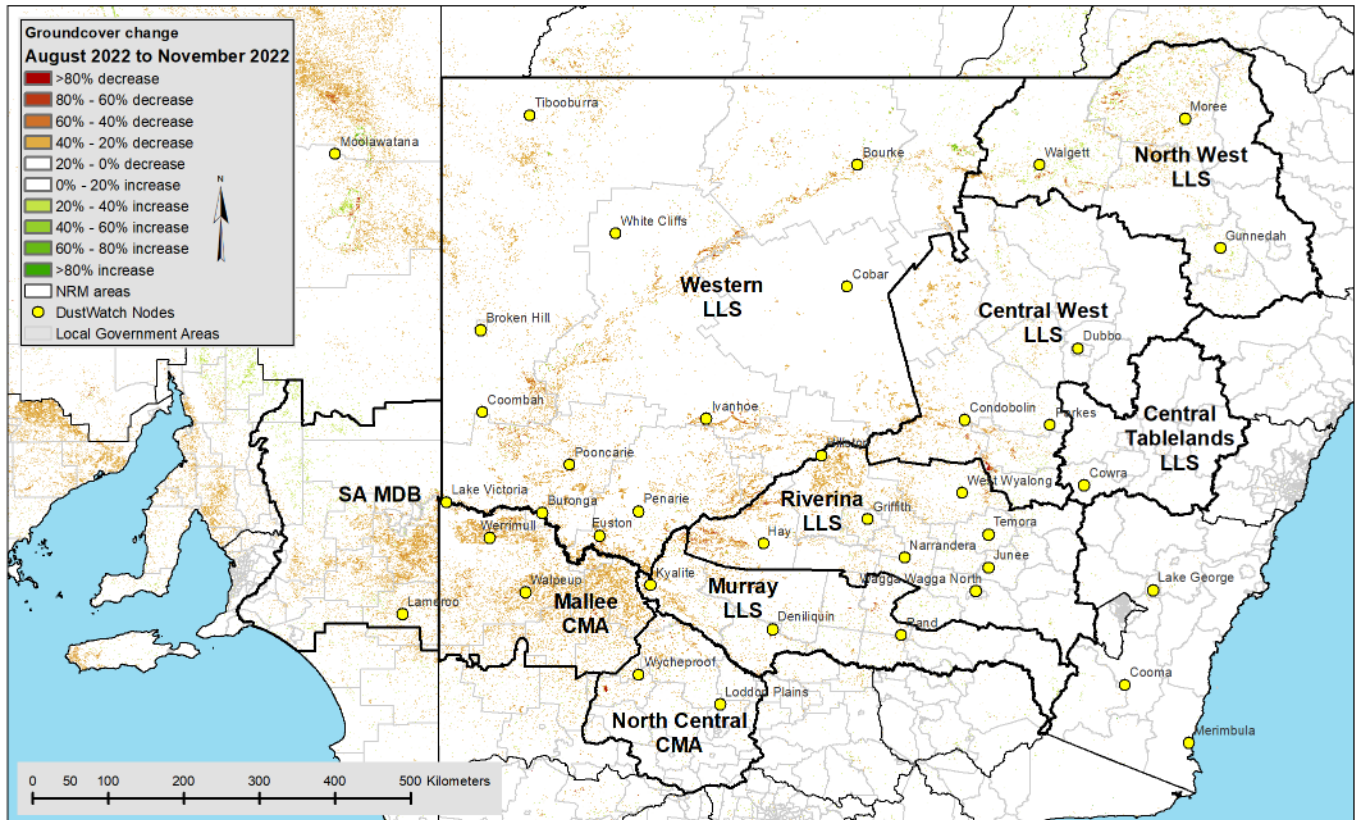 Groundcover change
August 2022 to November 2022
>80% decrease
80% - 60% decrease
60% - 40% decrease
40% - 20% decrease
20% - 0% decrease
0% - 20% increase
20% - 40% increase
40% - 60% increase
60% - 80% increase
>80% increase
NRM areas
DustWatch Nodes
Local Government Areas
N
Tibooburra
Moolawatana
Moree
Bourke
Walgett
North West
LLS
White Cliffs
Gunnedah
Western
LLS
Cobar
Central West
LLS
Broken Hill
Dubbo
Coombah
Ivanhoe
Condobolin
Parkes
Central
Tablelands
LLS
Hillston
Pooncarie
Cowra
SA MDB
Lake Victoria
Buronga
Penarie
Riverina
LLS
West Wyalong
Griffith
Werrimull
Euston
Hay
Temora
Narrandera
Junee
Kyalite
Wagga Wagga North
Walpeup
Mallee
CMA
Murray
LLS
Lake George
Lameroo
Deniliquin
Rand
Wycheproof
Cooma
Loddon Plains
North Central
CMA
Merimbula
0 50 100 200 300 400 500 Kilometers